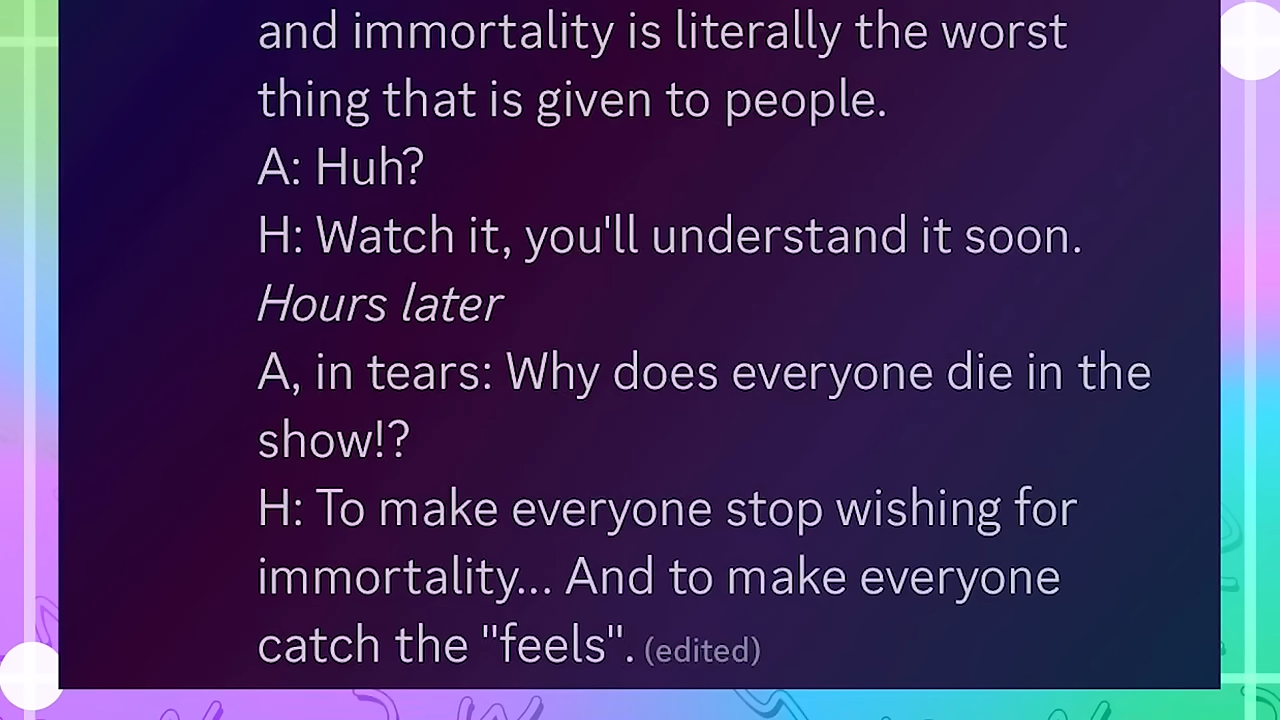 and immortality is literally the worst
thing that is given to people.
A: Huh?
H: Watch it, you'll understand it soon.
Hours later
A, in tears: Why does everyone die in the
show!?
H: To make everyone stop wishing for
immortality... And to make everyone
catch the "feels". (edited)